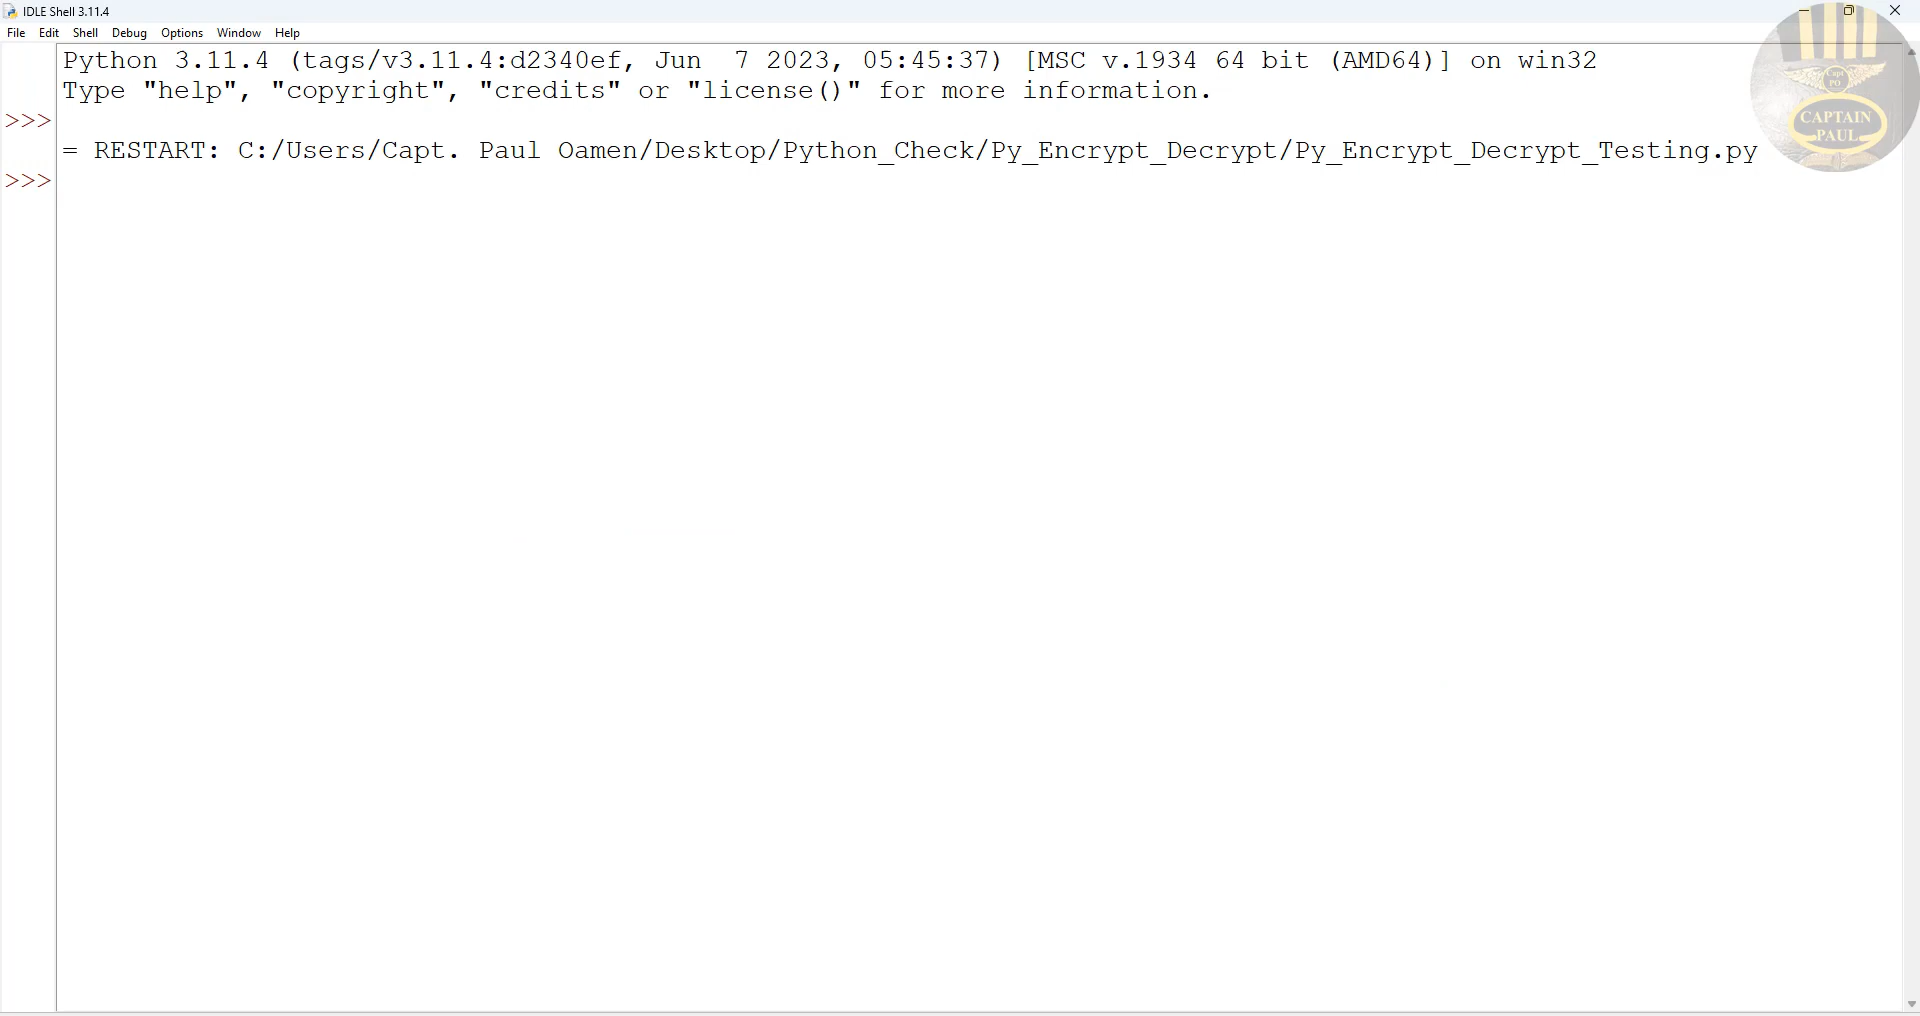 IDLE Shell 3.11.4
File Edit Shell Debug Options Window Help
Python 3.11.4 (tags/v3.11.4:d2340ef, Jun  7 2023, 05:45:37) [MSC v.1934 64 bit (AMD64)] on win32
Type "help", "copyright", "credits" or "license()" for more information.
>>>
= RESTART: C:/Users/Capt. Paul Oamen/Desktop/Python_Check/Py_Encrypt_Decrypt/Py_Encrypt_Decrypt_Testing.py
>>>
Capt
PO
CAPTAIN
PAUL